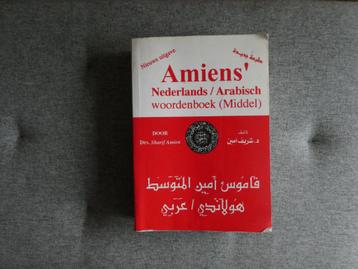 Nieuwe uitgave
طبعة جديدة
Amiens'
Nederlands / Arabisch
woordenboek (Middel)
DOOR
Drs. Sharif Amien
تأليف
د. شريف أمين
قاموس أمين المتوسط
هولاندي / عربي